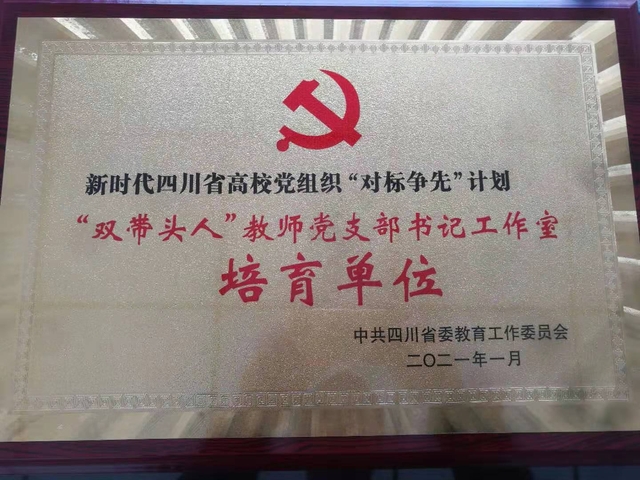 新时代四川省高校党组织“对标争先”计划
“双带头人”教师党支部书记工作室
培育单位
中共四川省委教育工作委员会
二〇二一年一月